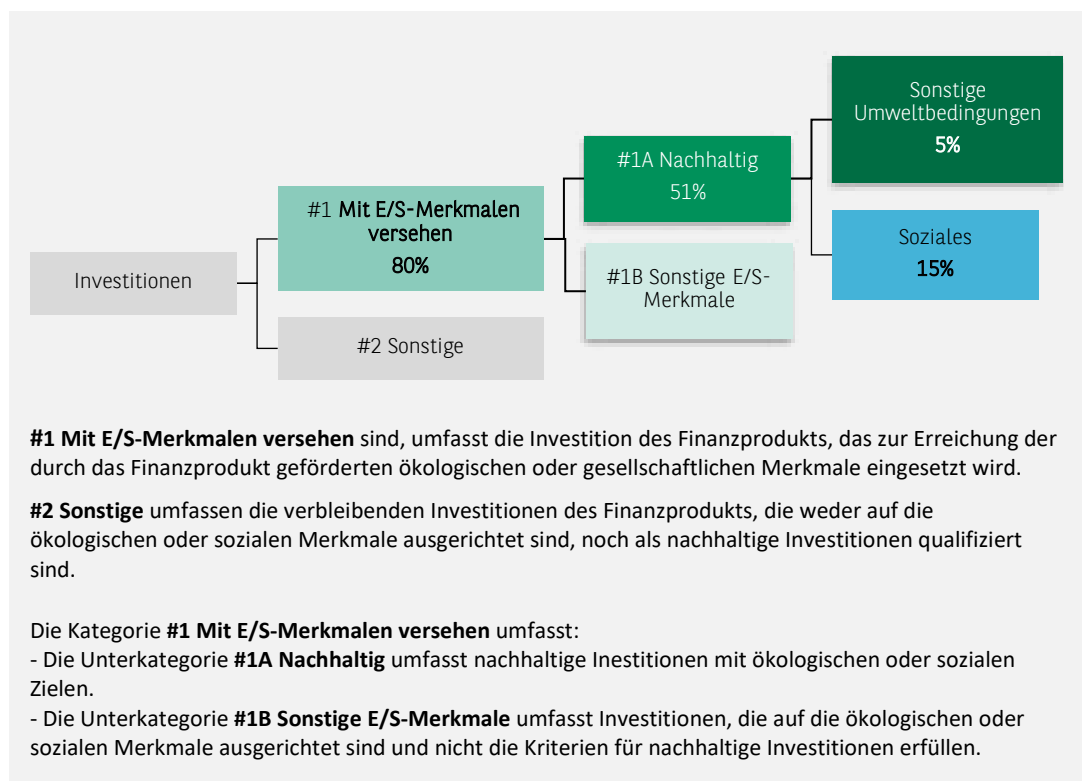 Sonstige
Umweltbedingungen
5%
#1A Nachhaltig
51%
#1 Mit E/S-Merkmalen
versehen
80%
Soziales
15%
Investitionen
#1B Sonstige E/S-
Merkmale
#2 Sonstige
#1 Mit E/S-Merkmalen versehen sind, umfasst die Investition des Finanzprodukts, das zur Erreichung der
durch das Finanzprodukt geförderten ökologischen oder gesellschaftlichen Merkmale eingesetzt wird.
#2 Sonstige umfassen die verbleibenden Investitionen des Finanzprodukts, die weder auf die
ökologischen oder sozialen Merkmale ausgerichtet sind, noch als nachhaltige Investitionen qualifiziert
sind.
Die Kategorie #1 Mit E/S-Merkmalen versehen umfasst:
- Die Unterkategorie #1A Nachhaltig umfasst nachhaltige Inestitionen mit ökologischen oder sozialen
Zielen.
- Die Unterkategorie #1B Sonstige E/S-Merkmale umfasst Investitionen, die auf die ökologischen oder
sozialen Merkmale ausgerichtet sind und nicht die Kriterien für nachhaltige Investitionen erfüllen.